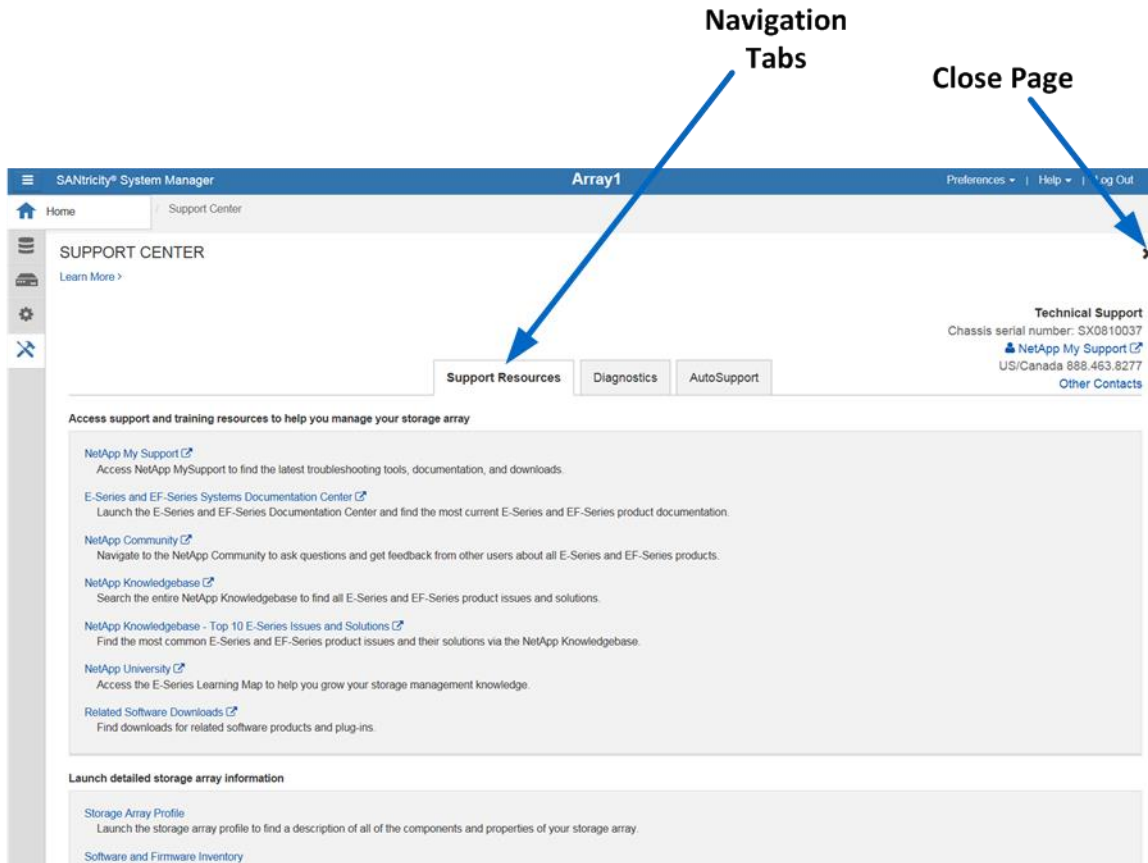 Navigation
Tabs
Close Page
SANtricity® System Manager Array1 Preferences | Help | Log Out
Home / Support Center
SUPPORT CENTER
Learn More >
Technical Support
Chassis serial number: SX0810037
NetApp My Support
US/Canada 888.463.8277
Other Contacts
Support Resources Diagnostics AutoSupport
Access support and training resources to help you manage your storage array
NetApp My Support
Access NetApp MySupport to find the latest troubleshooting tools, documentation, and downloads.
E-Series and EF-Series Systems Documentation Center
Launch the E-Series and EF-Series Documentation Center and find the most current E-Series and EF-Series product documentation.
NetApp Community
Navigate to the NetApp Community to ask questions and get feedback from other users about all E-Series and EF-Series products.
NetApp Knowledgebase
Search the entire NetApp Knowledgebase to find all E-Series and EF-Series product issues and solutions.
NetApp Knowledgebase - Top 10 E-Series Issues and Solutions
Find the most common E-Series and EF-Series product issues and their solutions via the NetApp Knowledgebase.
NetApp University
Access the E-Series Learning Map to help you grow your storage management knowledge.
Related Software Downloads
Find downloads for related software products and plug-ins.
Launch detailed storage array information
Storage Array Profile
Launch the storage array profile to find a description of all of the components and properties of your storage array.
Software and Firmware Inventory